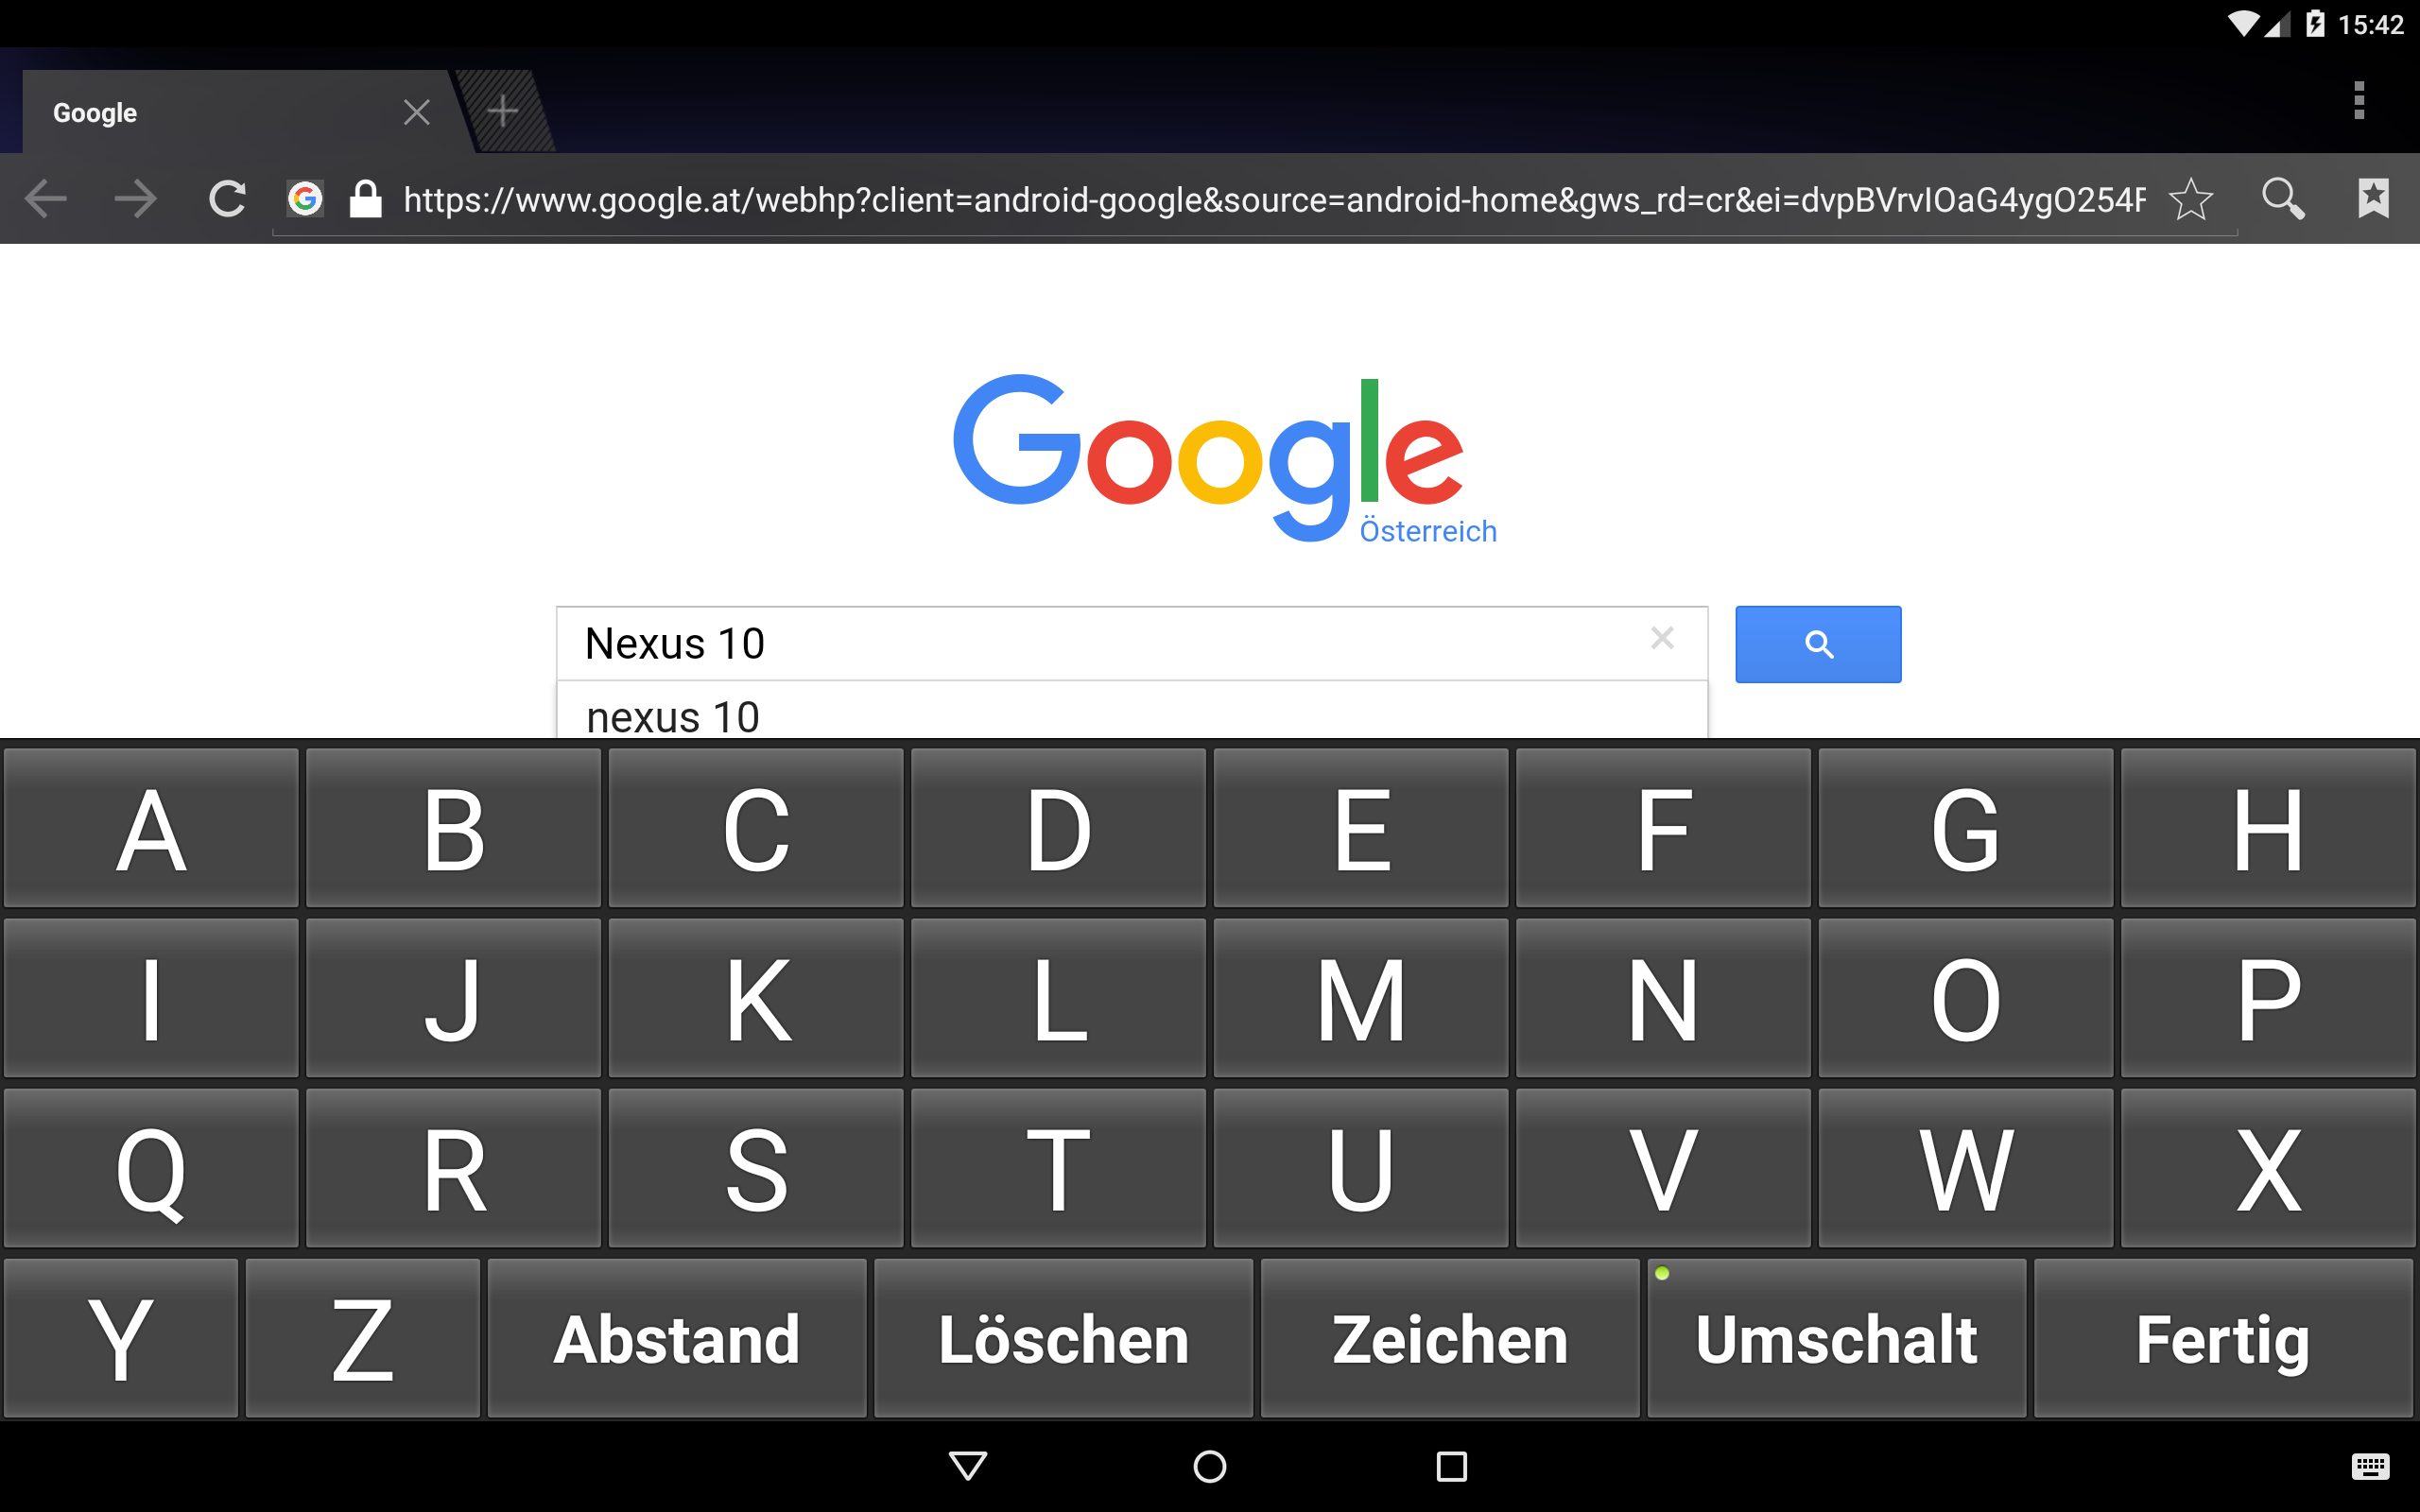 15:42
Google
https://www.google.at/webhp?client=android-google&source=android-home&gws_rd=cr&ei=dvpBVrvIOaG4ygO254F
Google
Österreich
Nexus 10
nexus 10
A B C D E F G H
I J K L M N O P
Q R S T U V W X
Y Z Abstand Löschen Zeichen Umschalt Fertig